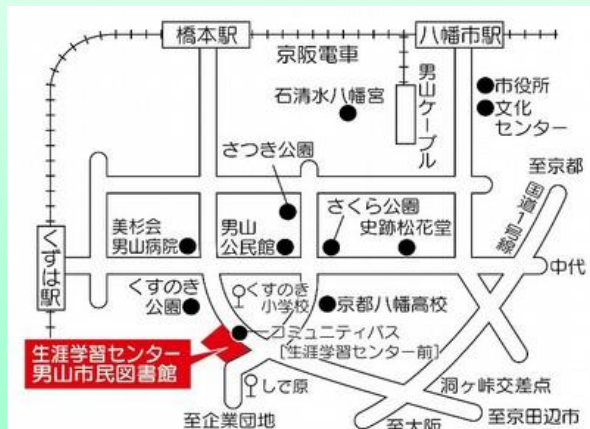 橋本駅
八幡市駅
京阪電車
石清水八幡宮
男山ケーブル
市役所
文化
センター
さつき公園
至京都
国道1号線
美杉会
男山病院
男山
公民館
さくら公園
史跡松花堂
くずは駅
中代
くすのき
公園
くすのき
小学校
京都八幡高校
コミュニティバス
[生涯学習センター前]
生涯学習センター
男山市民図書館
しで原
洞ヶ峠交差点
至企業団地
至大阪
至京田辺市